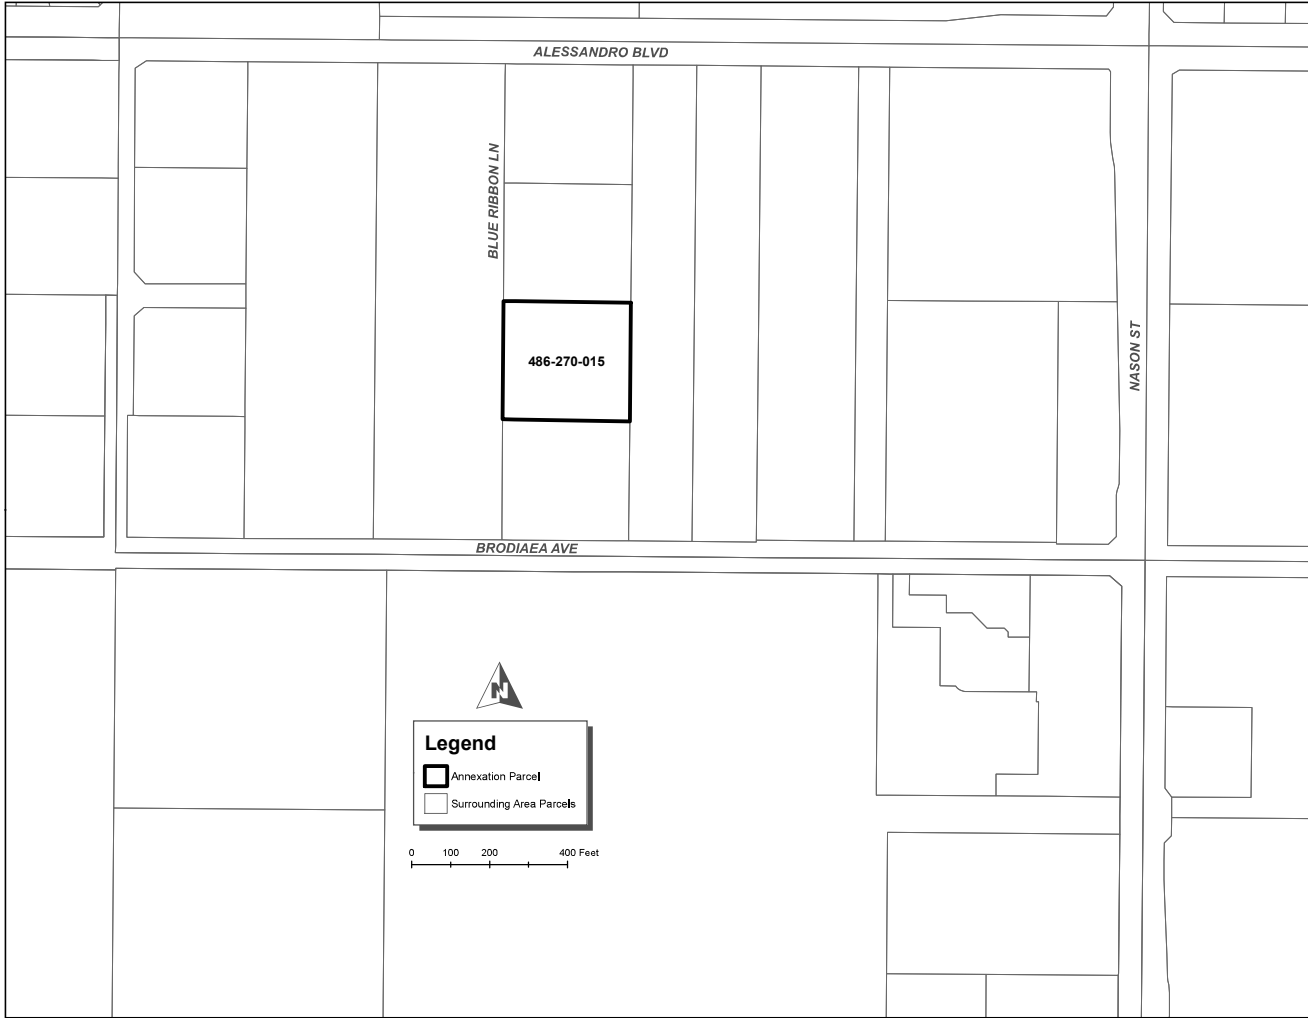 ALESSANDRO BLVD
BLUE RIBBON LN
486-270-015
NASON ST
BRODIAEA AVE
N
Legend
Annexation Parcel
Surrounding Area Parcels
0 100 200 400 Feet